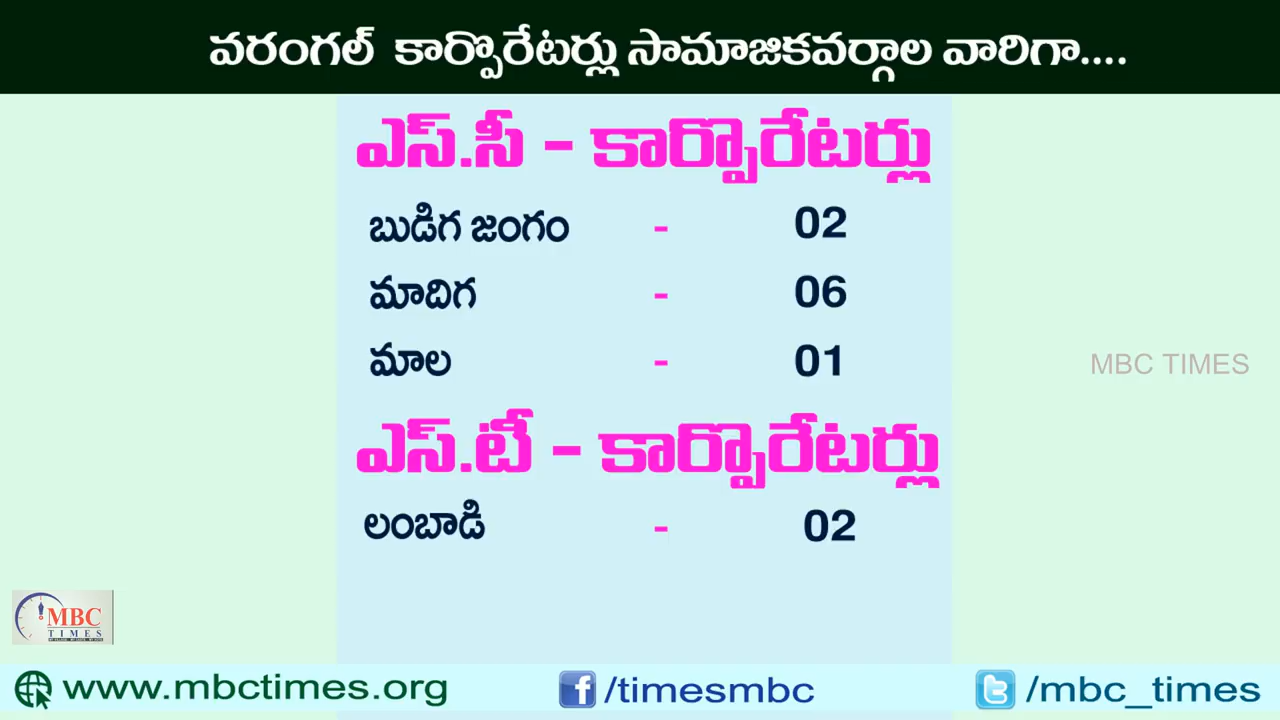 వరంగల్ కార్పొరేటర్లు సామాజికవర్గాల వారిగా....
ఎస్.సీ - కార్పొరేటర్లు
బుడిగ జంగం - 02
మాదిగ - 06
మాల - 01
MBC TIMES
ఎస్.టీ - కార్పొరేటర్లు
లంబాడి - 02
MBC
TIMES
www.mbctimes.org /timesmbc /mbc_times